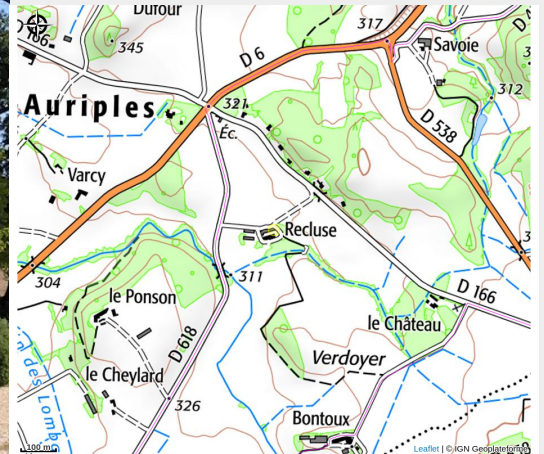 Dufour
317
D 106
345
D 6
Savoie
Auriples
321
Éc.
312
D 538
Varcy
Recluse
304
311
le Ponson
D 166
le Château
D 618
Verdoyer
le Cheylard
326
Bontoux
100 m
Leaflet | © IGN Geoplateforme